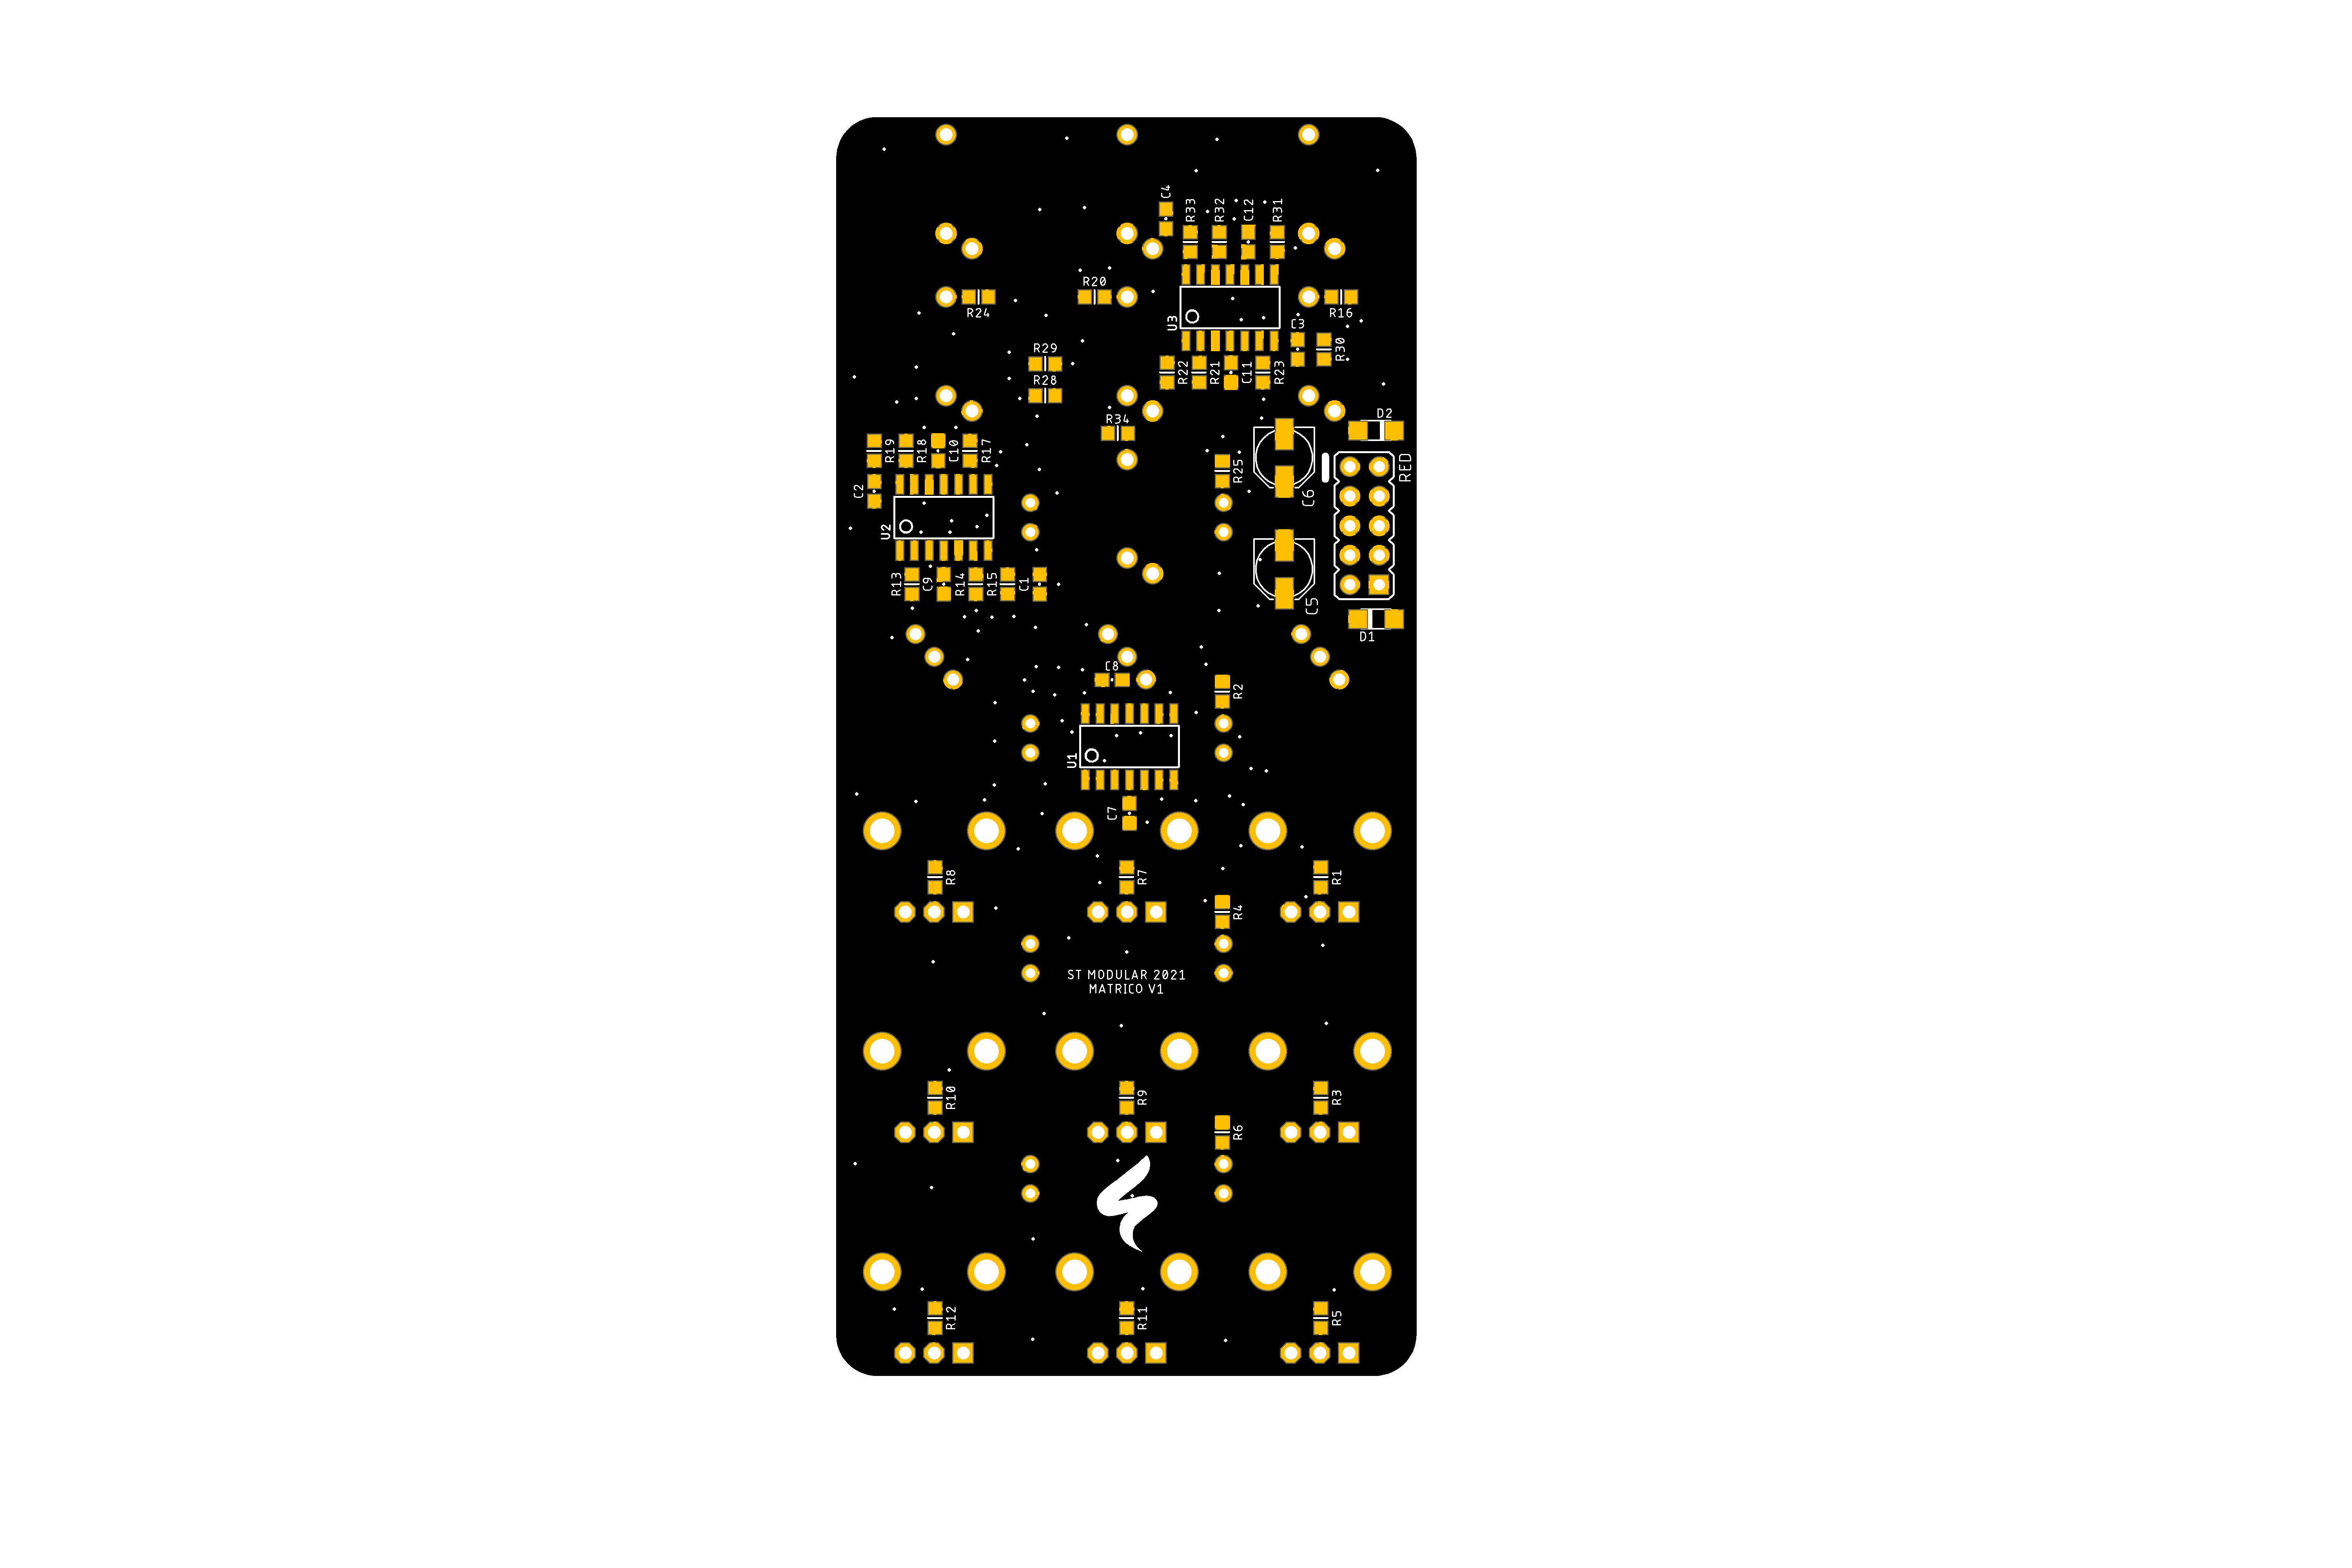 C4
R33
R32
C12
R31
R20
R24
R16
U3
C3
R29
R30
R28
R22
R21
C11
R23
D2
R34
R19
R18
C10
R17
R25
RED
C2
C6
U2
R13
C9
R14
R15
C1
C5
D1
C8
R2
U1
C7
R8
R7
R1
R4
ST MODULAR 2021
MATRICO V1
R10
R9
R3
R6
R12
R11
R5